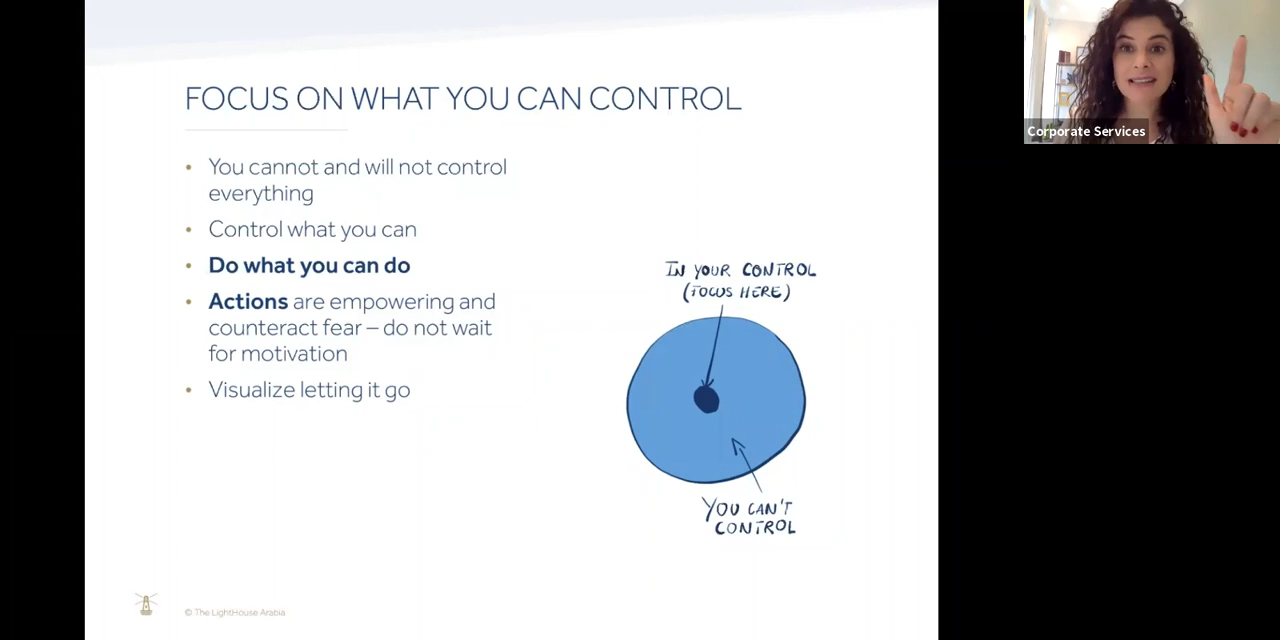 FOCUS ON WHAT YOU CAN CONTROL
• You cannot and will not control
everything
• Control what you can
• Do what you can do
• Actions are empowering and
counteract fear – do not wait
for motivation
• Visualize letting it go
IN YOUR CONTROL
(FOCUS HERE)
YOU CAN'T
CONTROL
© The LightHouse Arabia
Corporate Services